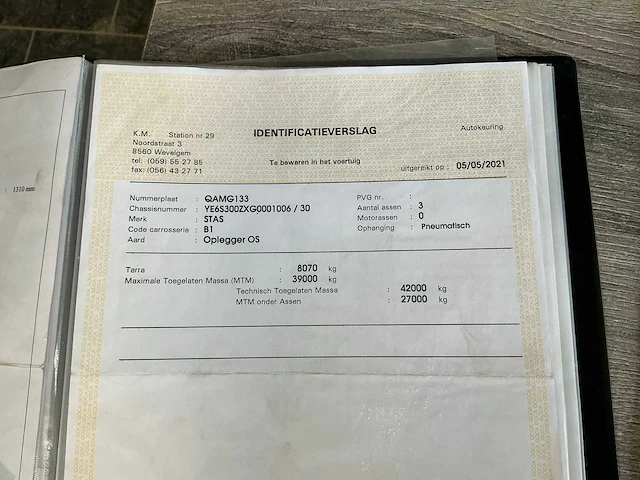 : 1310 mm
K.M. Station nr.29
Noordstraat 3
8560 Wevelgem
tel: (059) 55 27 85
fax: (056) 43 27 71
IDENTIFICATIEVERSLAG
Te bewaren in het voertuig
Autokeuring
uitgereikt op : 05/05/2021
Nummerplaat : QAMG133
Chassisnummer : YE6S300ZXG0001006 / 30
Merk : STAS
Code carrosserie : B1
Aard : Oplegger OS
PVG nr. :
Aantal assen : 3
Motorassen : 0
Ophanging : Pneumatisch
Tarra : 8070 kg
Maximale Toegelaten Massa (MTM) : 39000 kg
Technisch Toegelaten Massa : 42000 kg
MTM onder Assen : 27000 kg